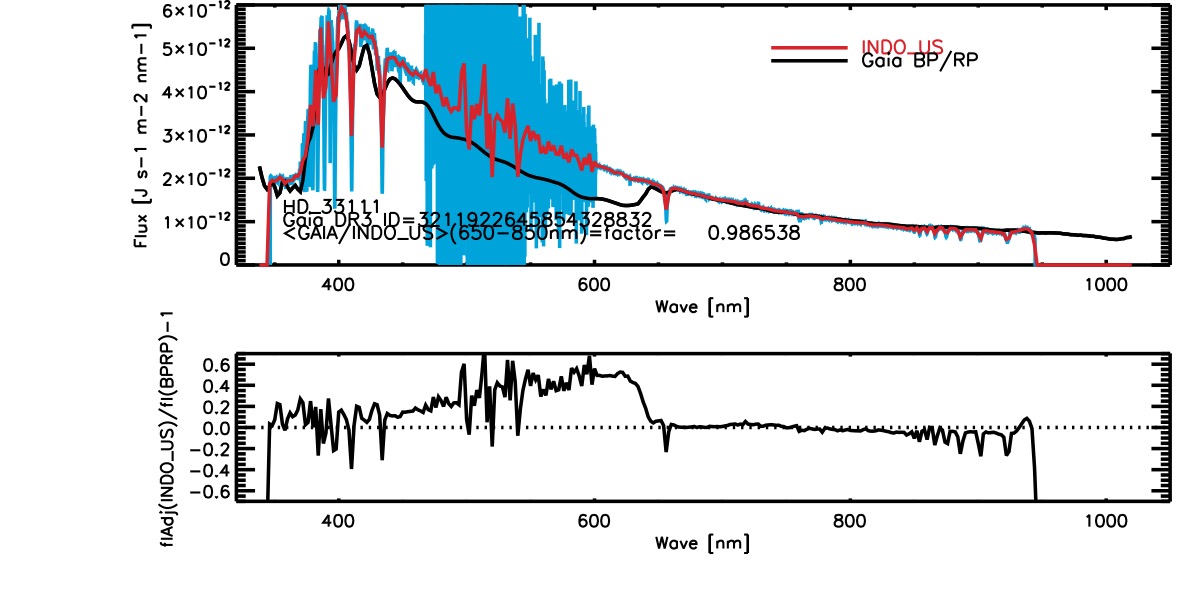 6×10⁻¹²
5×10⁻¹²
4×10⁻¹²
3×10⁻¹²
2×10⁻¹²
1×10⁻¹²
0
Flux [J s-1 m-2 nm-1]
INDO_US
Gaia BP/RP
HD_33111
Gaia DR3 ID=3211922645854328832
<GAIA/INDO_US>(650-850nm)=factor= 0.986538
400 600 800 1000
Wave [nm]
0.6
0.4
0.2
0.0
-0.2
-0.4
-0.6
flAdj(INDO_US)/fl(BPRP)-1
400 600 800 1000
Wave [nm]